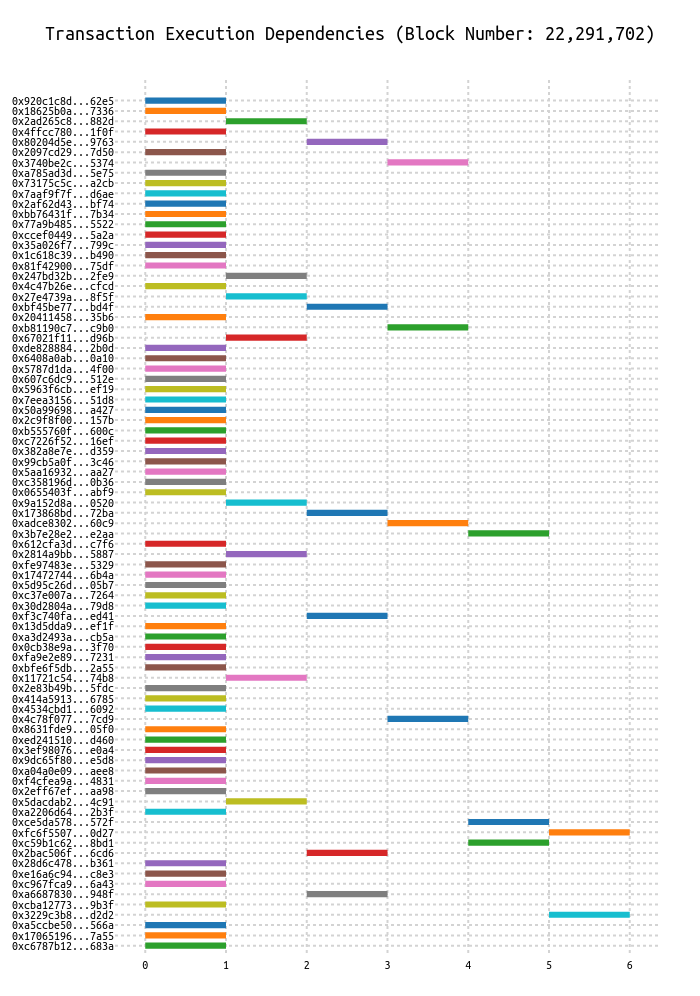 Transaction Execution Dependencies (Block Number: 22,291,702)
0x920c1c8d...62e5
0x18625b0a...7336
0x2ad265c8...882d
0x4ffcc780...1f0f
0x80204d5e...9763
0x2097cd29...7d50
0x3740be2c...5374
0xa785ad3d...5e75
0x73175c5c...a2cb
0x7aaf9f7f...d6ae
0x2af62d43...bf74
0xbb76431f...7b34
0x77a9b485...5522
0xccef0449...5a2a
0x35a026f7...799c
0x1c618c39...b490
0x81f42900...75df
0x247bd32b...2fe9
0x4c47b26e...cfcd
0x27e4739a...8f5f
0xbf45be77...bd4f
0x20411458...35b6
0xb81190c7...c9b0
0x67021f11...d96b
0xde828884...2b0d
0x6408a0ab...0a10
0x5787d1da...4f00
0x607c6dc9...512e
0x5963f6cb...ef19
0x7eea3156...51d8
0x50a99698...a427
0x2c9f8f00...157b
0xb555760f...600c
0xc7226f52...16ef
0x382a8e7e...d359
0x99cb5a0f...3c46
0x5aa16932...aa27
0xc358196d...0b36
0x0655403f...abf9
0x9a152d8a...0520
0x173868bd...72ba
0xadce8302...60c9
0x3b7e28e2...e2aa
0x612cfa3d...c7f6
0x2814a9bb...5887
0xfe97483e...5329
0x17472744...6b4a
0x5d95c26d...05b7
0xc37e007a...7264
0x30d2804a...79d8
0xf3c740fa...ed41
0x13d5dda9...ef1f
0xa3d2493a...cb5a
0x0cb38e9a...3f70
0xfa9e2e89...7231
0xbfe6f5db...2a55
0x11721c54...74b8
0x2e83b49b...5fdc
0x414a5913...6785
0x4534cbd1...6092
0x4c78f077...7cd9
0x8631fde9...05f0
0xed241510...d460
0x3ef98076...e0a4
0x9dc65f80...e5d8
0xa04a0e09...aee8
0xf4cfea9a...4831
0x2eff67ef...aa98
0x5dacdab2...4c91
0xa2206d64...2b3f
0xce5da578...572f
0xfc6f5507...0d27
0xc59b1c62...8bd1
0x2bac506f...6cd6
0x28d6c478...b361
0xe16a6c94...c8e3
0xc967fca9...6a43
0xa6687830...948f
0xcba12773...9b3f
0x3229c3b8...d2d2
0xa5ccbe50...566a
0x17065196...7a55
0xc6787b12...683a
0 1 2 3 4 5 6